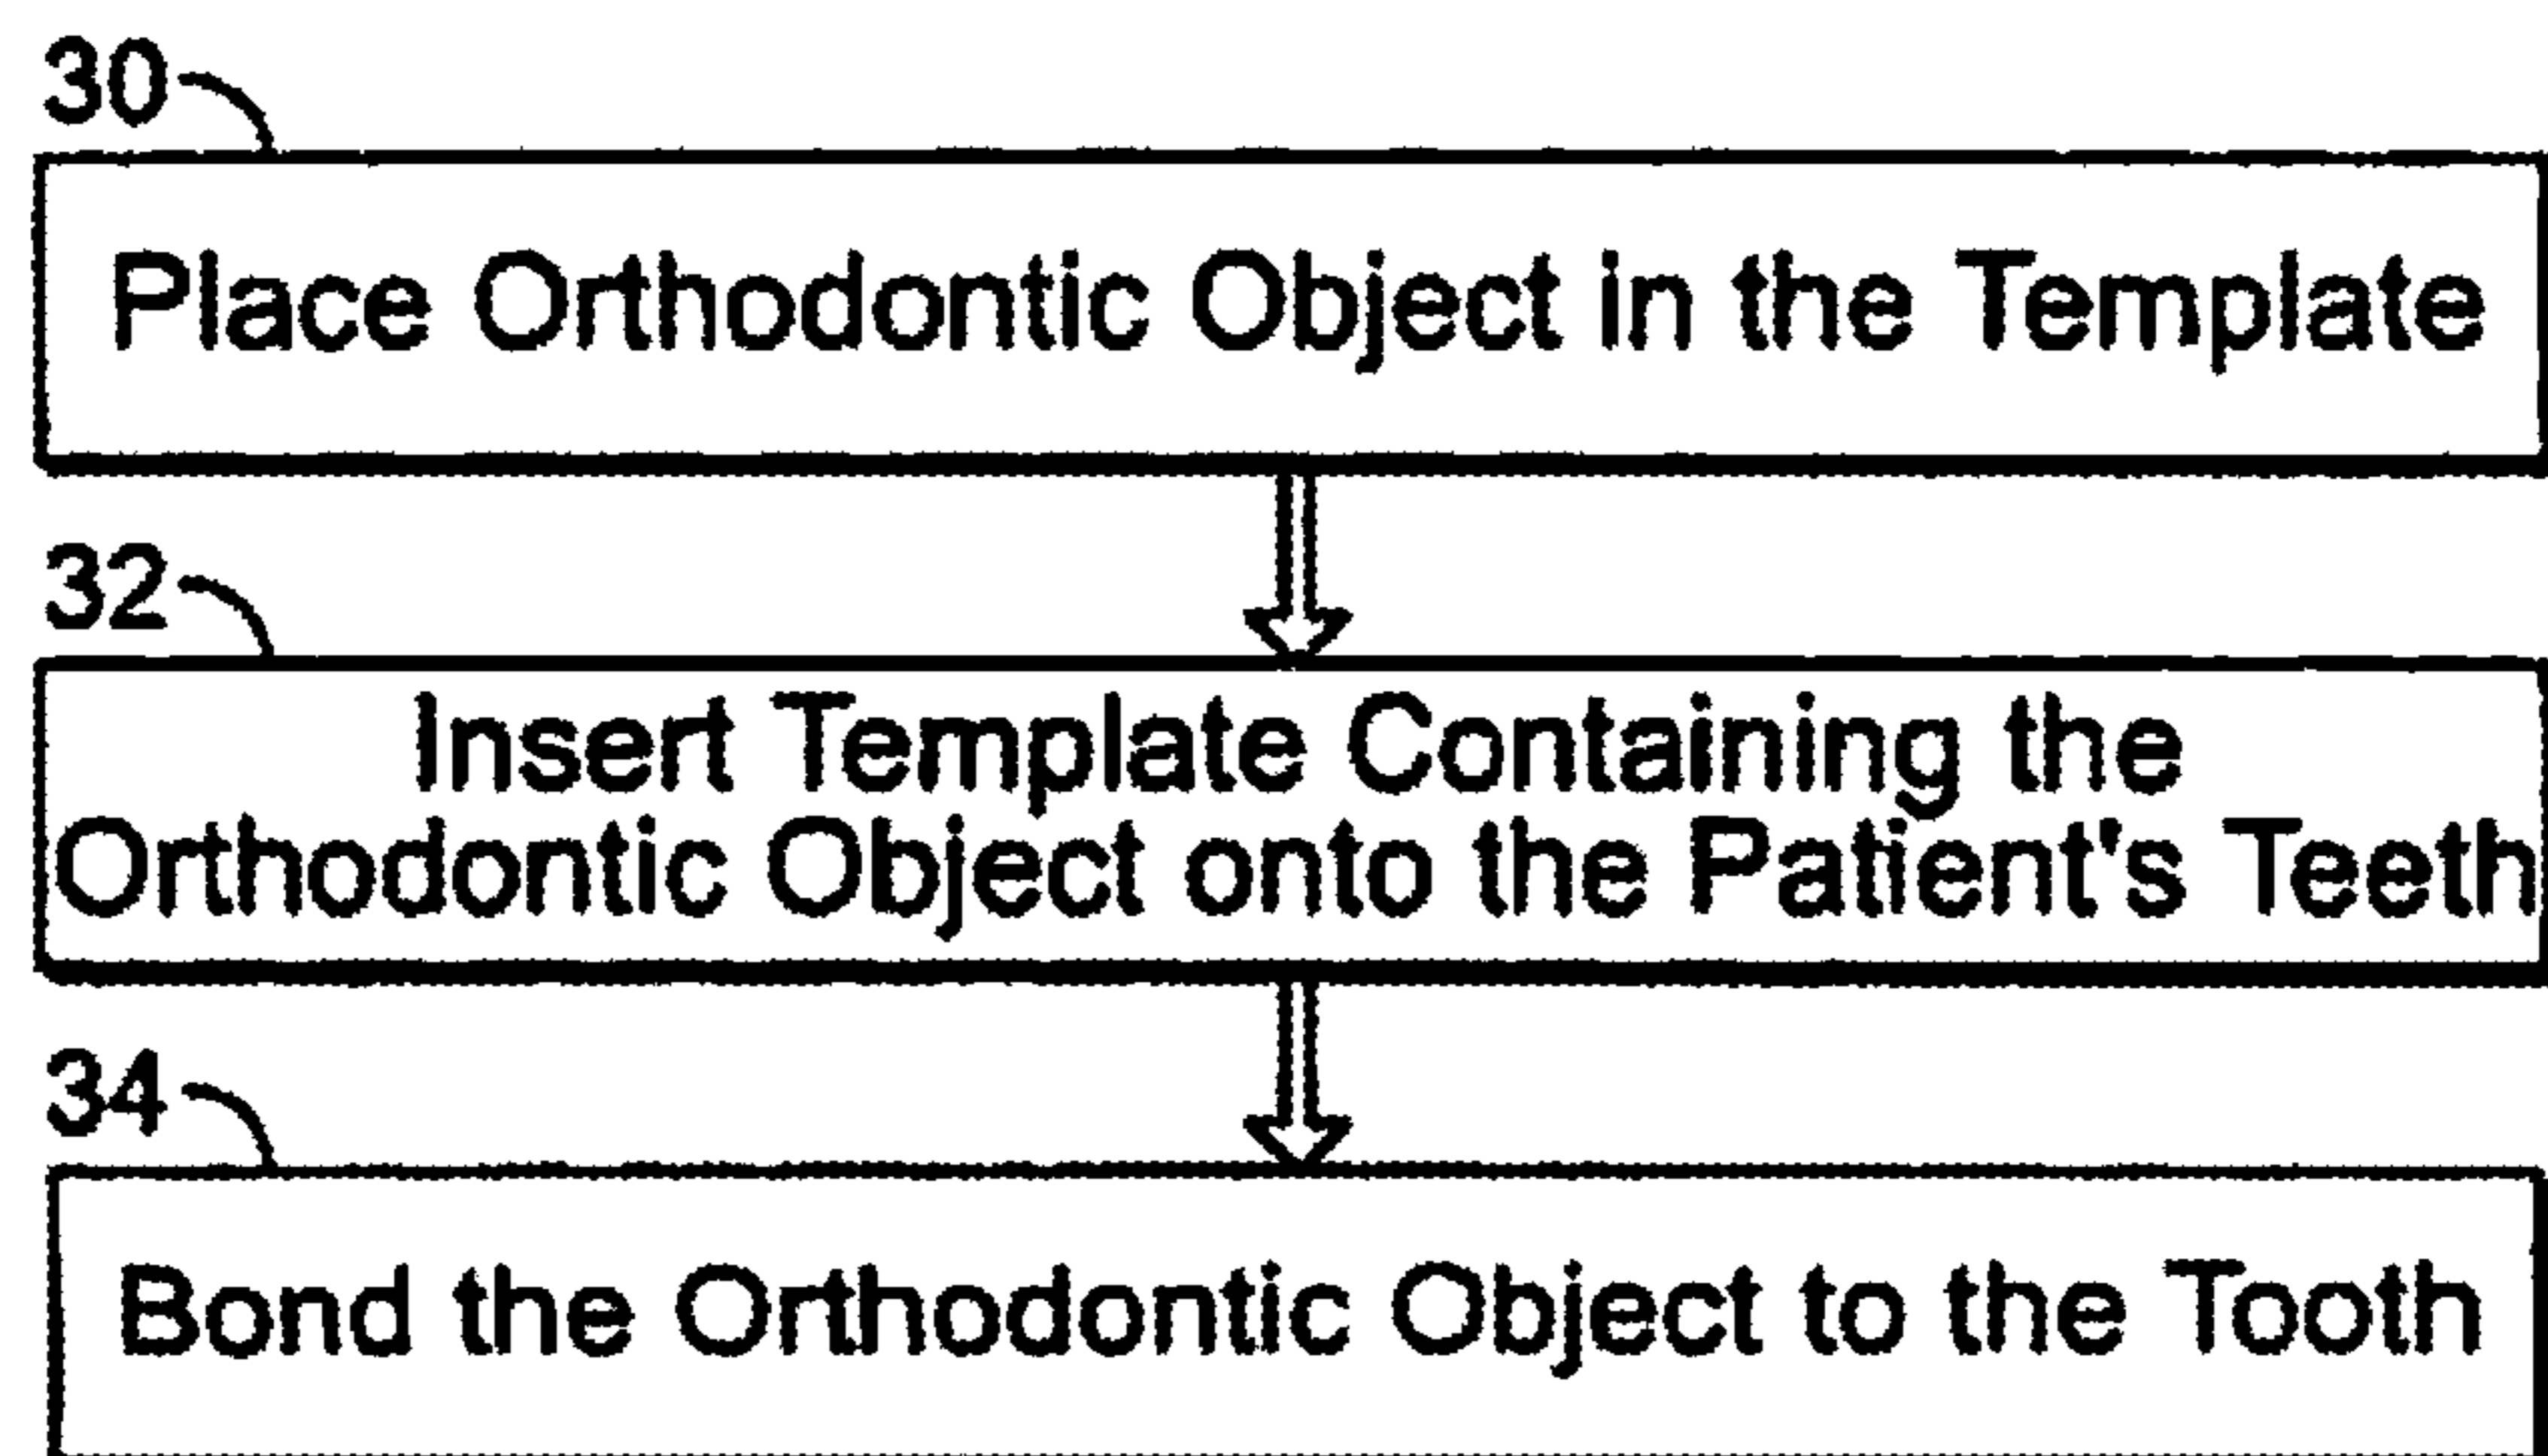 30
Place Orthodontic Object in the Template
32
Insert Template Containing the
Orthodontic Object onto the Patient's Teeth
34
Bond the Orthodontic Object to the Tooth